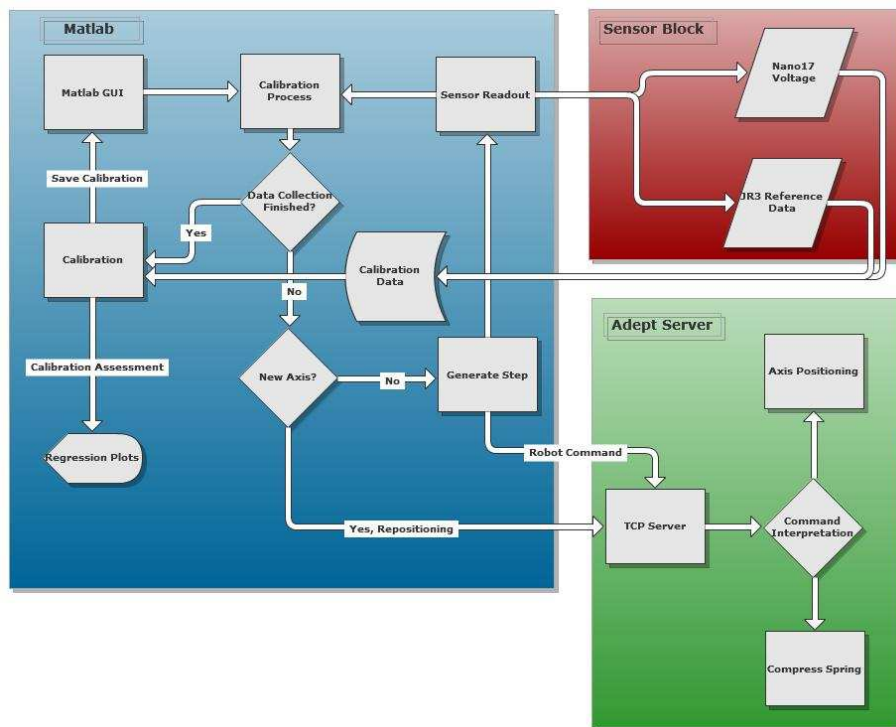 Matlab
Sensor Block
Matlab GUI
Calibration
Process
Sensor Readout
Nano17
Voltage
Save Calibration
Data Collection
Finished?
JR3 Reference
Data
Yes
Calibration
Calibration
Data
No
Adept Server
Calibration Assessment
New Axis?
No
Generate Step
Axis Positioning
Regression Plots
Robot Command
Yes, Repositioning
TCP Server
Command
Interpretation
Compress Spring